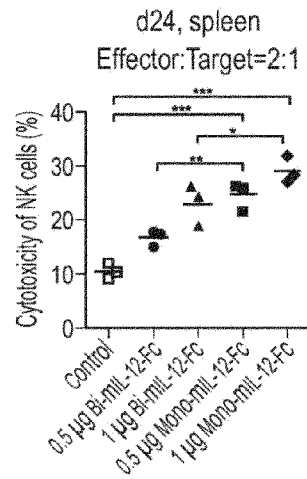 d24, spleen
Effector:Target=2:1
***
***
*
**
Cytotoxicity of NK cells (%)
40
30
20
10
0
Control
0.5 µg Bi-mIL-12-FC
1 µg Bi-mIL-12-FC
0.5 µg Mono-mIL-12-FC
1 µg Mono-mIL-12-FC